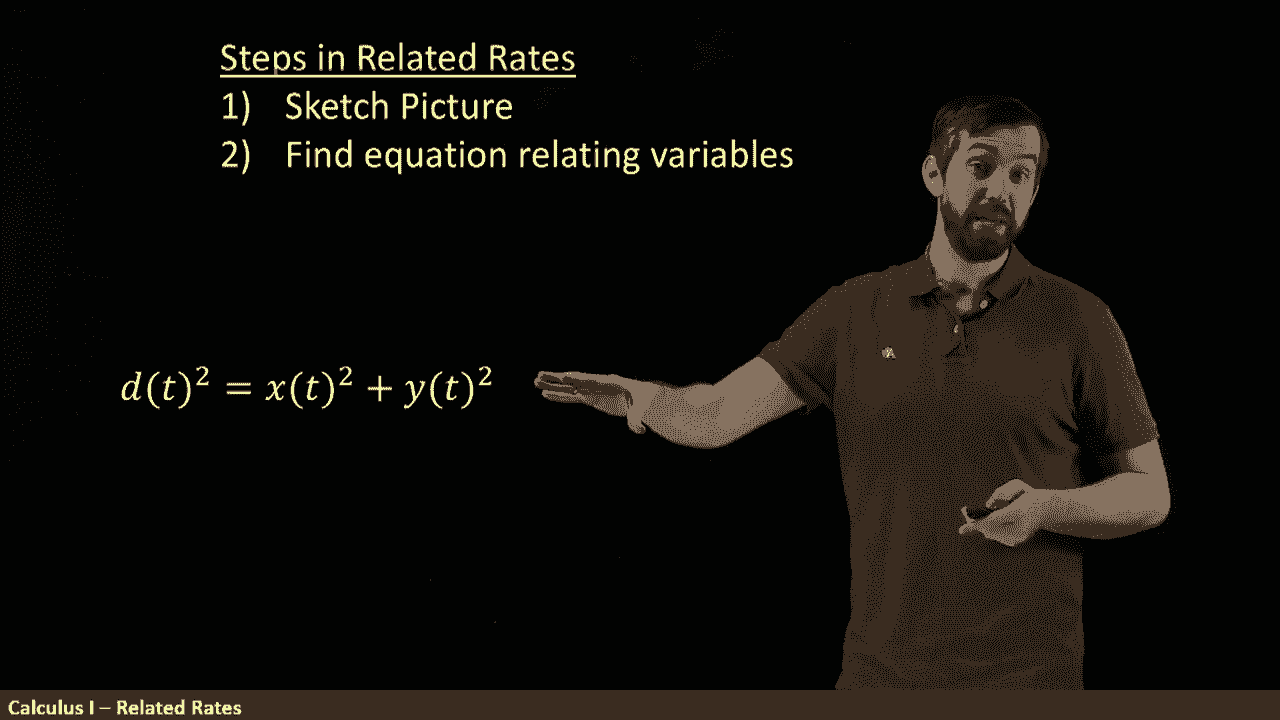 Steps in Related Rates
1) Sketch Picture
2) Find equation relating variables
d(t)² = x(t)² + y(t)²
Calculus I – Related Rates